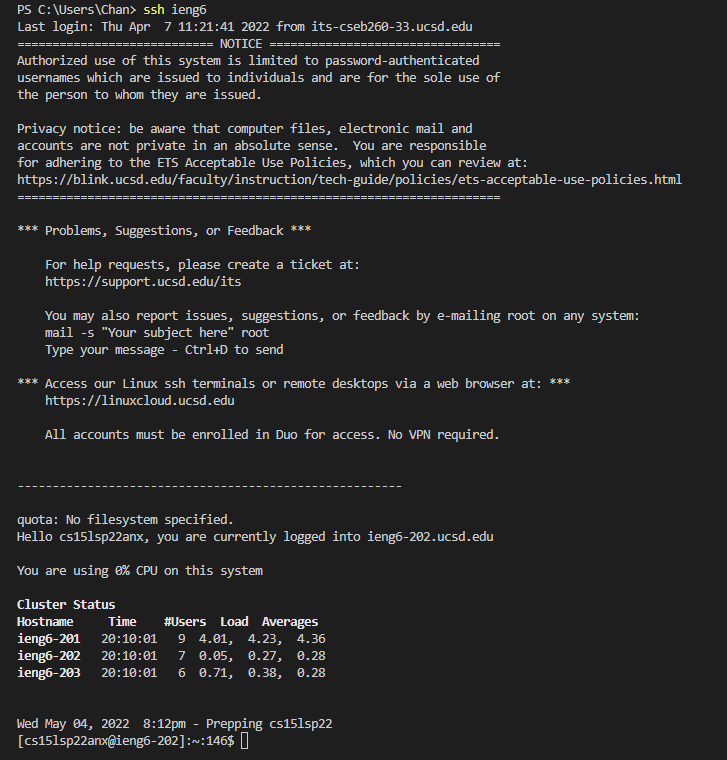 PS C:\Users\Chan> ssh ieng6
Last login: Thu Apr  7 11:21:41 2022 from its-cseb260-33.ucsd.edu
============================ NOTICE =================================
Authorized use of this system is limited to password-authenticated
usernames which are issued to individuals and are for the sole use of
the person to whom they are issued.

Privacy notice: be aware that computer files, electronic mail and
accounts are not private in an absolute sense.  You are responsible
for adhering to the ETS Acceptable Use Policies, which you can review at:
https://blink.ucsd.edu/faculty/instruction/tech-guide/policies/ets-acceptable-use-policies.html
=====================================================================

*** Problems, Suggestions, or Feedback ***

    For help requests, please create a ticket at:
    https://support.ucsd.edu/its

    You may also report issues, suggestions, or feedback by e-mailing root on any system:
    mail -s "Your subject here" root
    Type your message - Ctrl+D to send

*** Access our Linux ssh terminals or remote desktops via a web browser at: ***
    https://linuxcloud.ucsd.edu

    All accounts must be enrolled in Duo for access. No VPN required.

-------------------------------------------------------

quota: No filesystem specified.
Hello cs15lsp22anx, you are currently logged into ieng6-202.ucsd.edu

You are using 0% CPU on this system

Cluster Status
Hostname     Time    #Users  Load  Averages
ieng6-201   20:10:01   9  4.01,  4.23,  4.36
ieng6-202   20:10:01   7  0.05,  0.27,  0.28
ieng6-203   20:10:01   6  0.71,  0.38,  0.28

Wed May 04, 2022  8:12pm - Prepping cs15lsp22
[cs15lsp22anx@ieng6-202]:~:146$